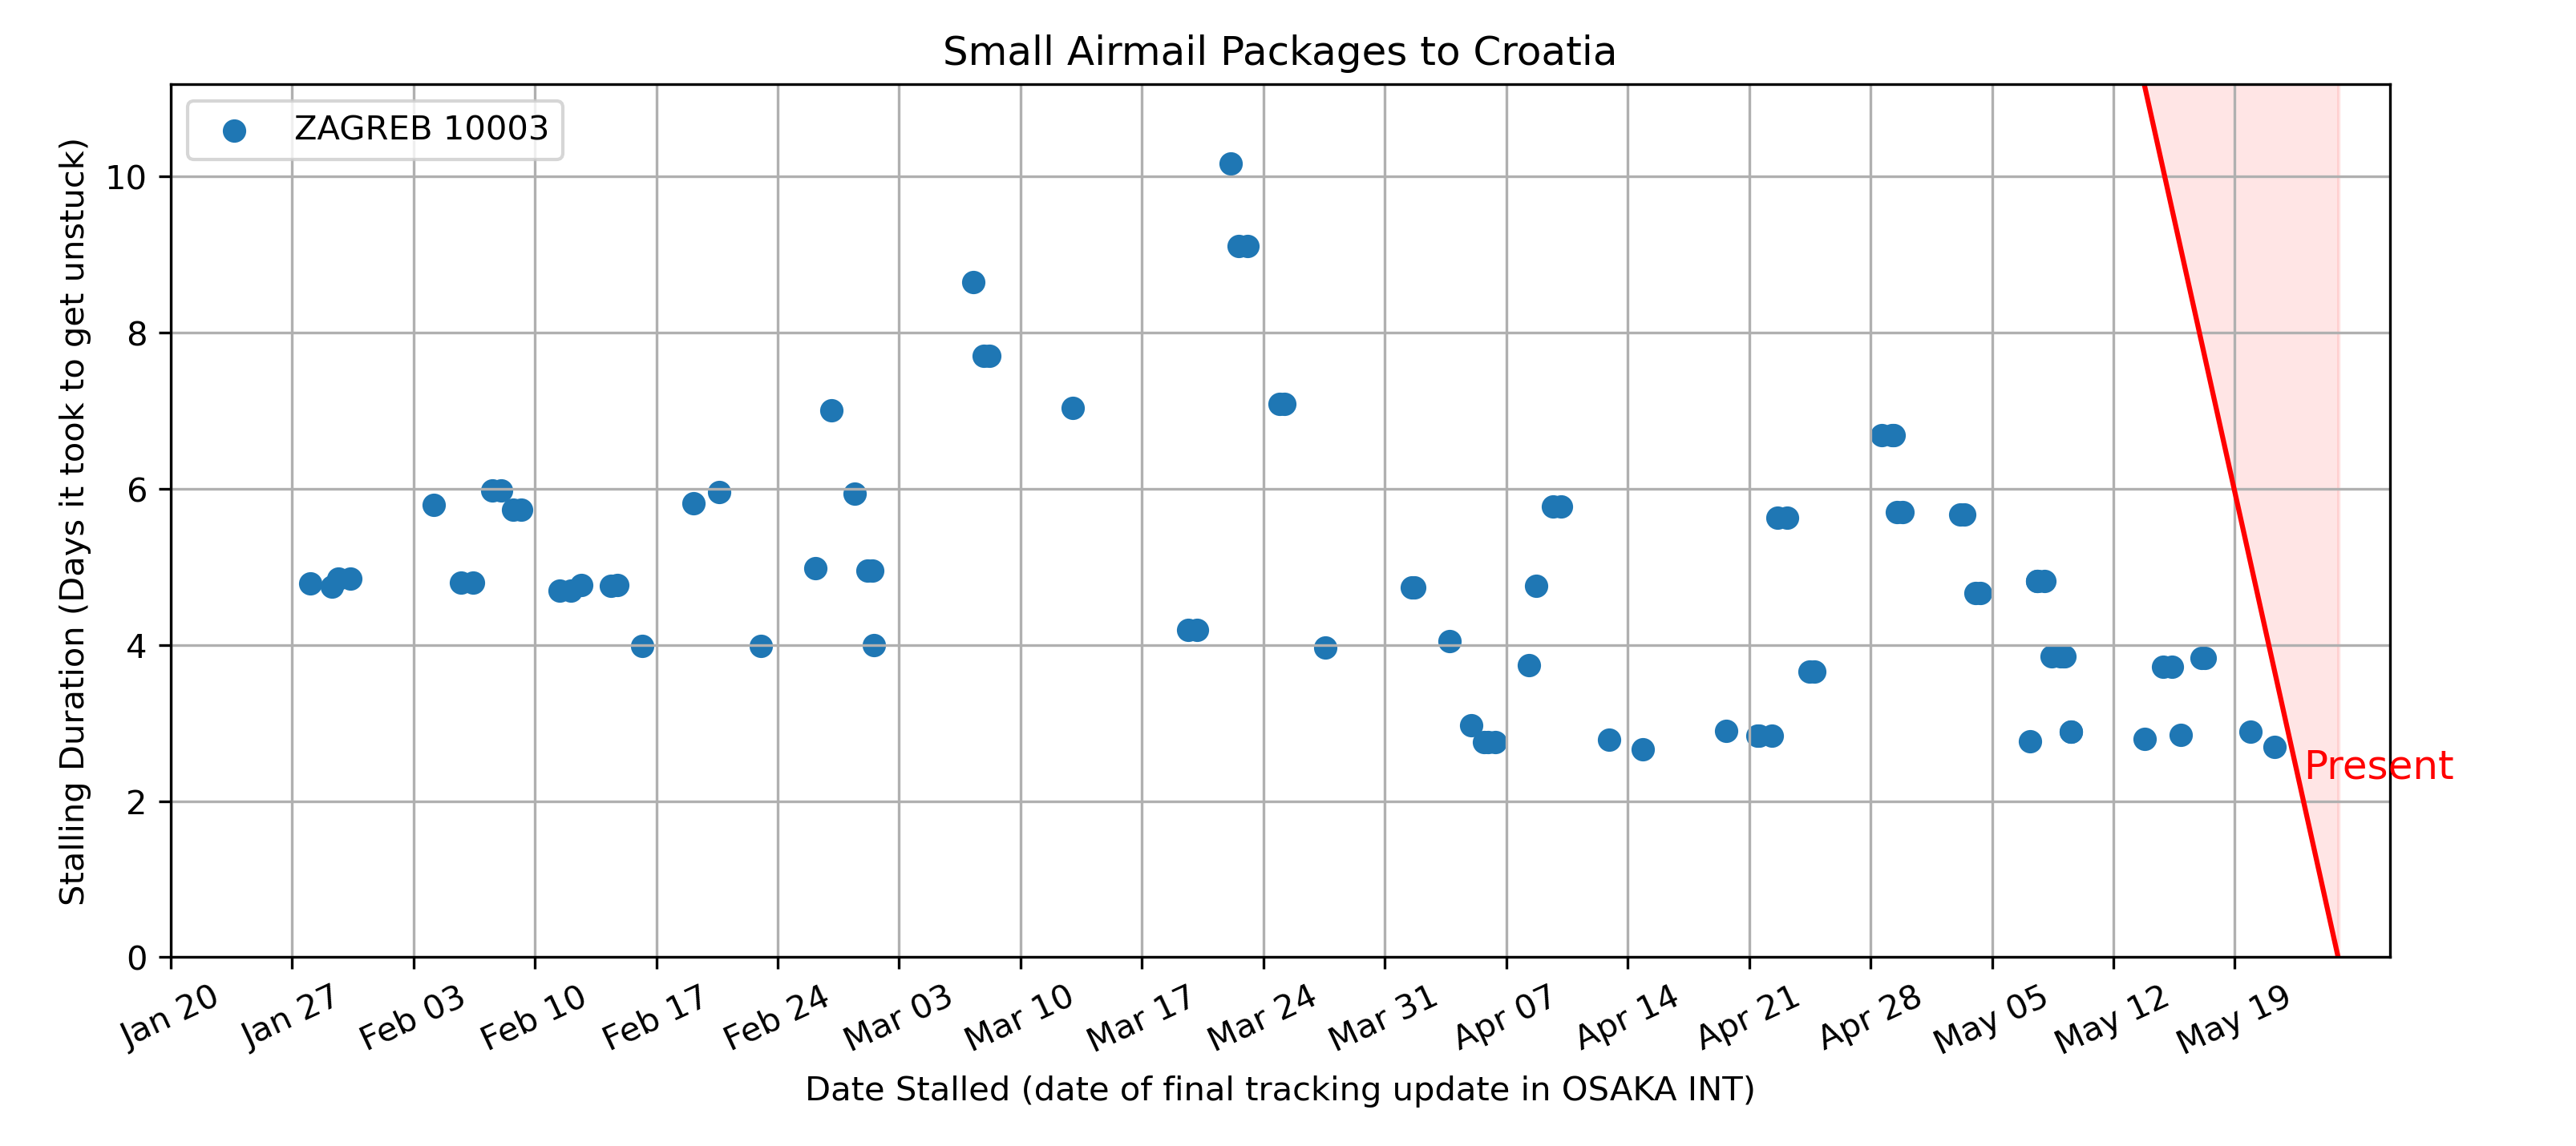 Small Airmail Packages to Croatia
ZAGREB 10003
Stalling Duration (Days it took to get unstuck)
10
8
6
4
2
0
Present
Jan 20
Jan 27
Feb 03
Feb 10
Feb 17
Feb 24
Mar 03
Mar 10
Mar 17
Mar 24
Mar 31
Apr 07
Apr 14
Apr 21
Apr 28
May 05
May 12
May 19
Date Stalled (date of final tracking update in OSAKA INT)